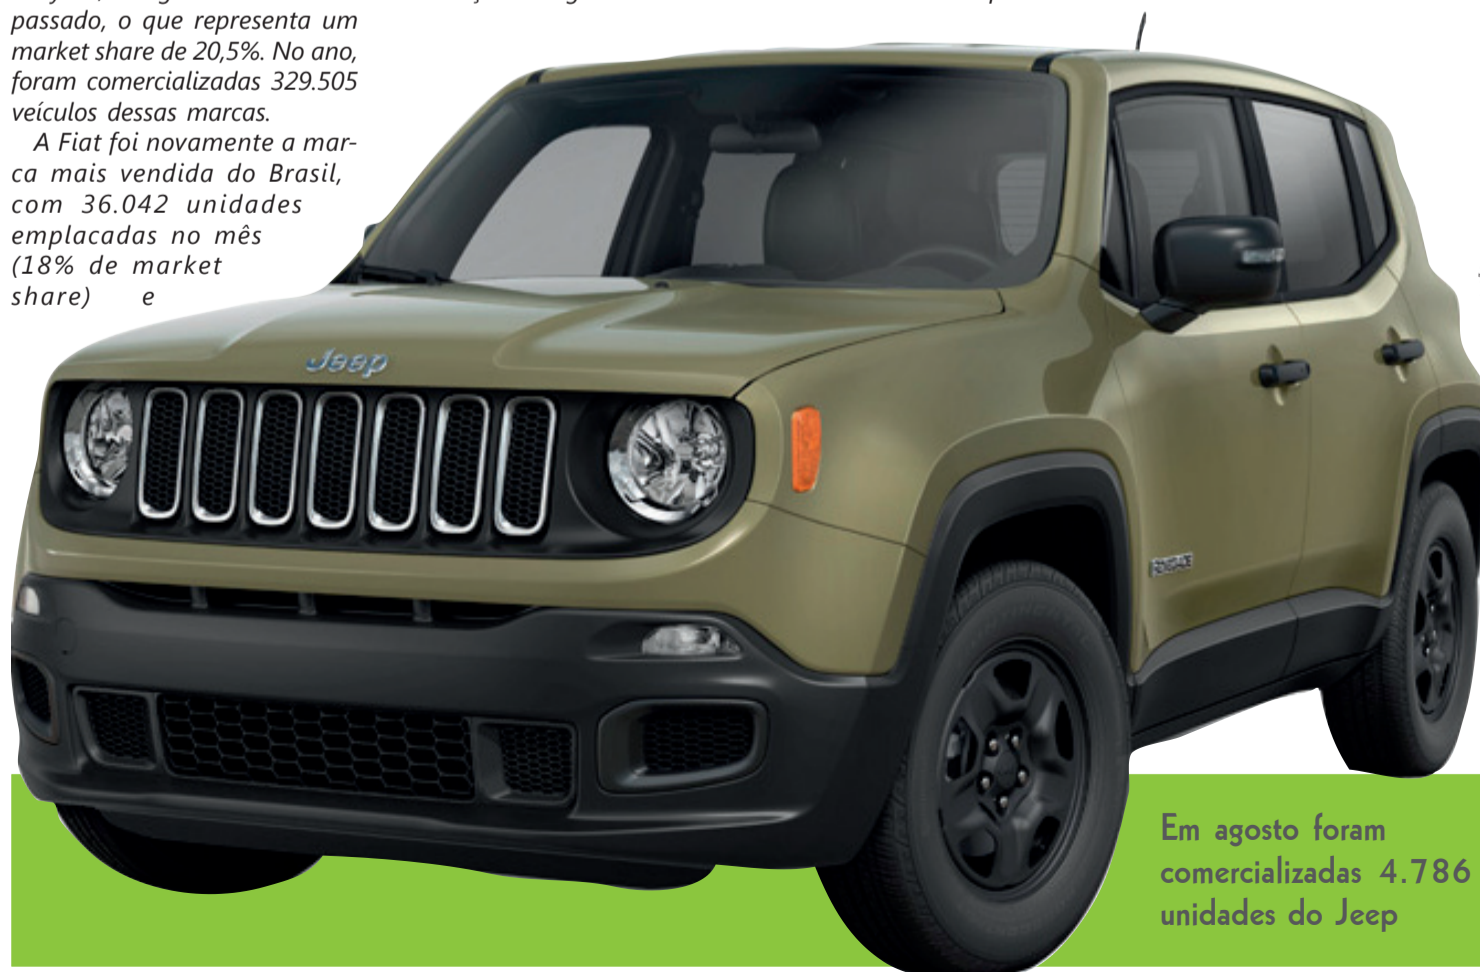 passado, o que representa um
market share de 20,5%. No ano,
foram comercializadas 329.505
veículos dessas marcas.
A Fiat foi novamente a mar-
ca mais vendida do Brasil,
com 36.042 unidades
emplacadas no mês
(18% de market
share) e
Jeep
RENEGADE
Em agosto foram
comercializadas 4.786
unidades do Jeep